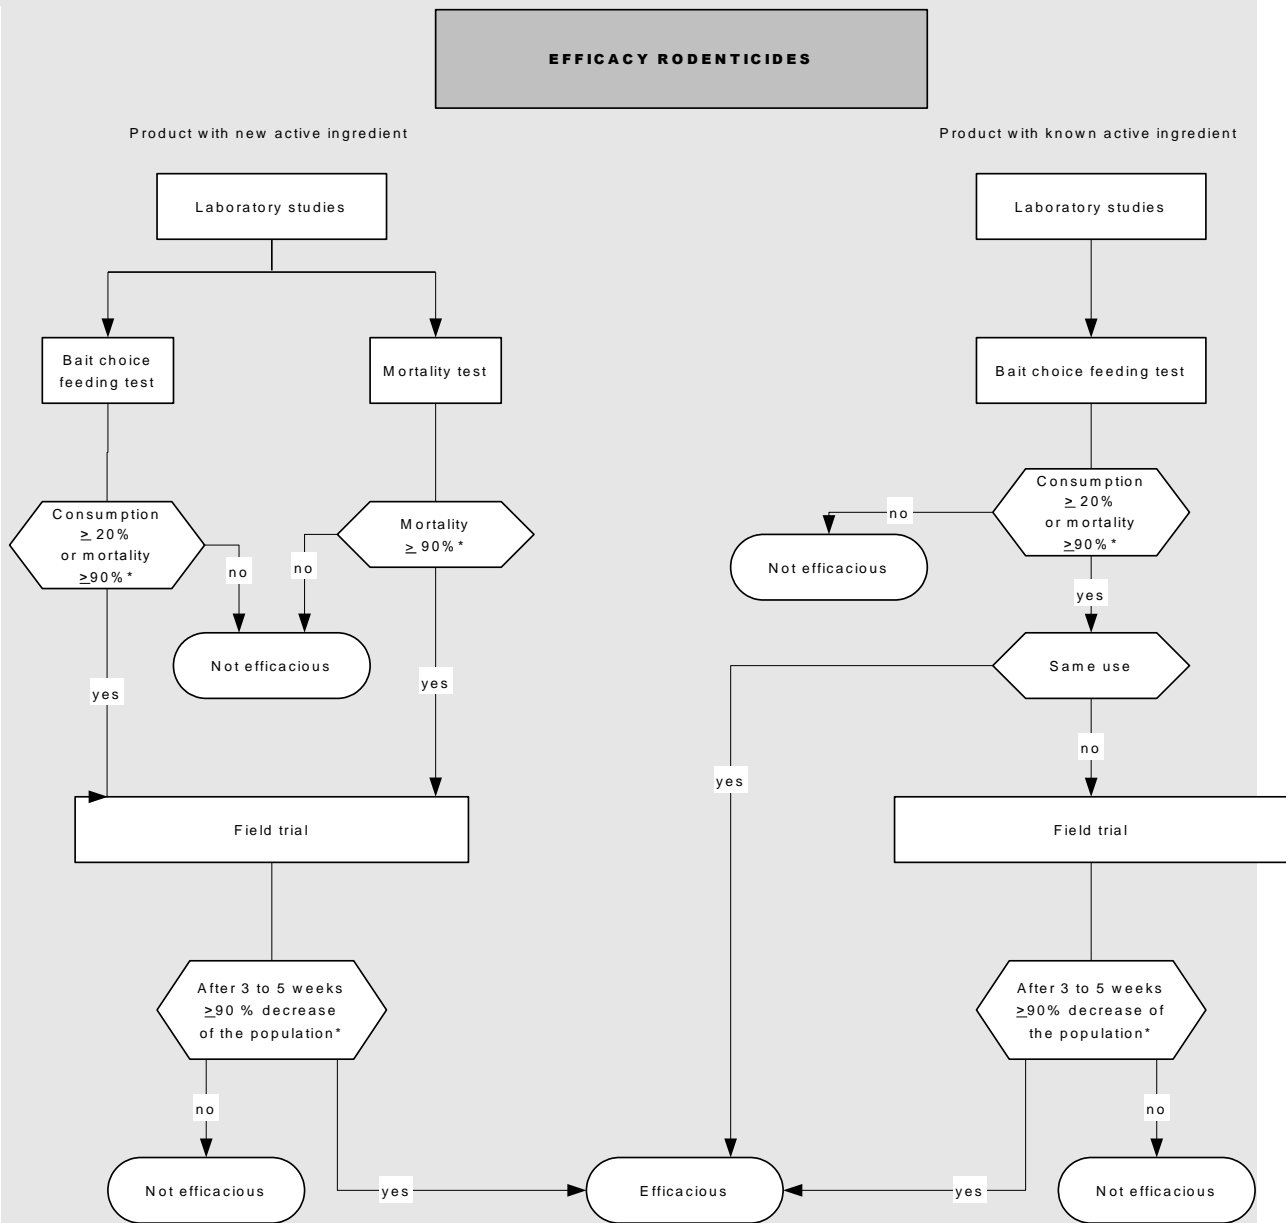 EFFICACY RODENTICIDES
Product with new active ingredient
Product with known active ingredient
Laboratory studies
Laboratory studies
Bait choice
feeding test
Mortality test
Bait choice feeding test
Consumption
≥ 20%
or mortality
≥90%*
Mortality
≥ 90%*
Consumption
≥ 20%
or mortality
≥90%*
no
no
no
Not efficacious
yes
Not efficacious
Same use
yes
yes
no
yes
Field trial
Field trial
After 3 to 5 weeks
≥90 % decrease
of the population*
After 3 to 5 weeks
≥90% decrease of
the population*
no
no
Not efficacious
yes
Efficacious
yes
Not efficacious